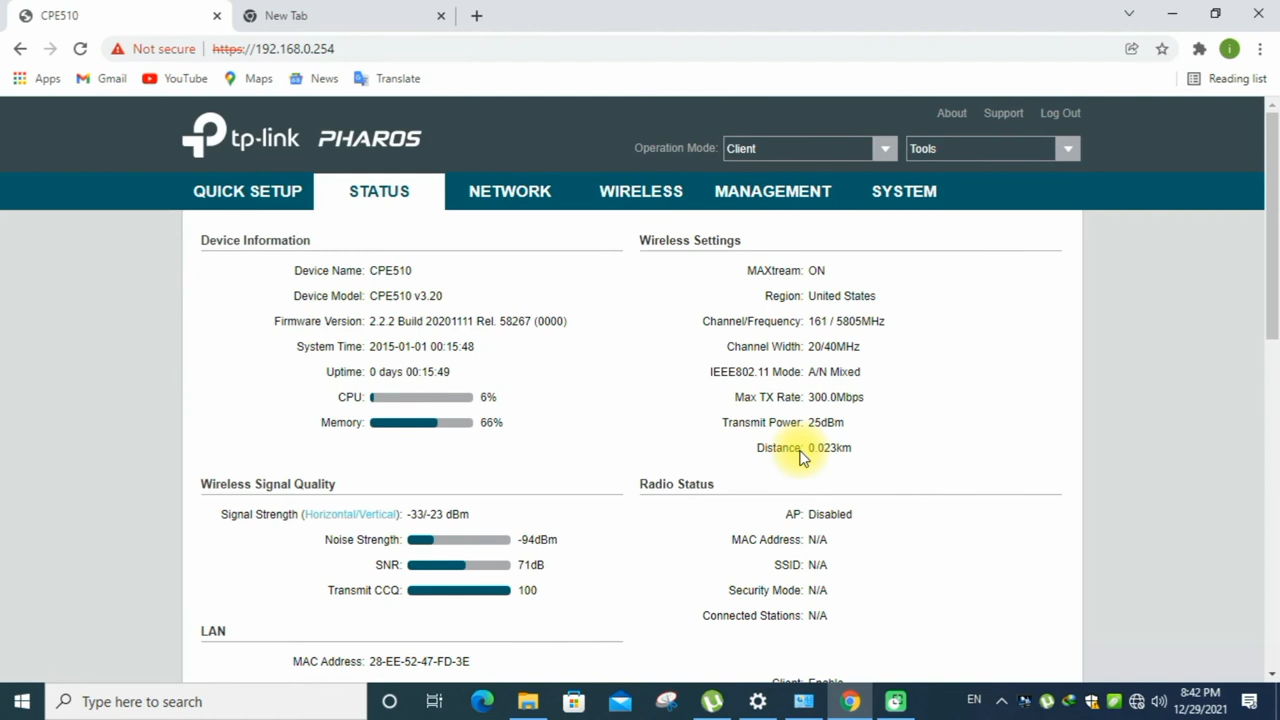 CPE510
New Tab
Not secure https://192.168.0.254
Apps Gmail YouTube Maps News Translate Reading list
tp-link PHAROS
About Support Log Out
Operation Mode: Client Tools
QUICK SETUP STATUS NETWORK WIRELESS MANAGEMENT SYSTEM
Device Information
Device Name: CPE510
Device Model: CPE510 v3.20
Firmware Version: 2.2.2 Build 20201111 Rel. 58267 (0000)
System Time: 2015-01-01 00:15:48
Uptime: 0 days 00:15:49
CPU: 6%
Memory: 66%
Wireless Settings
MAXtream: ON
Region: United States
Channel/Frequency: 161 / 5805MHz
Channel Width: 20/40MHz
IEEE802.11 Mode: A/N Mixed
Max TX Rate: 300.0Mbps
Transmit Power: 25dBm
Distance: 0.023km
Wireless Signal Quality
Signal Strength (Horizontal/Vertical): -33/-23 dBm
Noise Strength: -94dBm
SNR: 71dB
Transmit CCQ: 100
Radio Status
AP: Disabled
MAC Address: N/A
SSID: N/A
Security Mode: N/A
Connected Stations: N/A
LAN
MAC Address: 28-EE-52-47-FD-3E
Client: Enable
Type here to search
EN
8:42 PM
12/29/2021